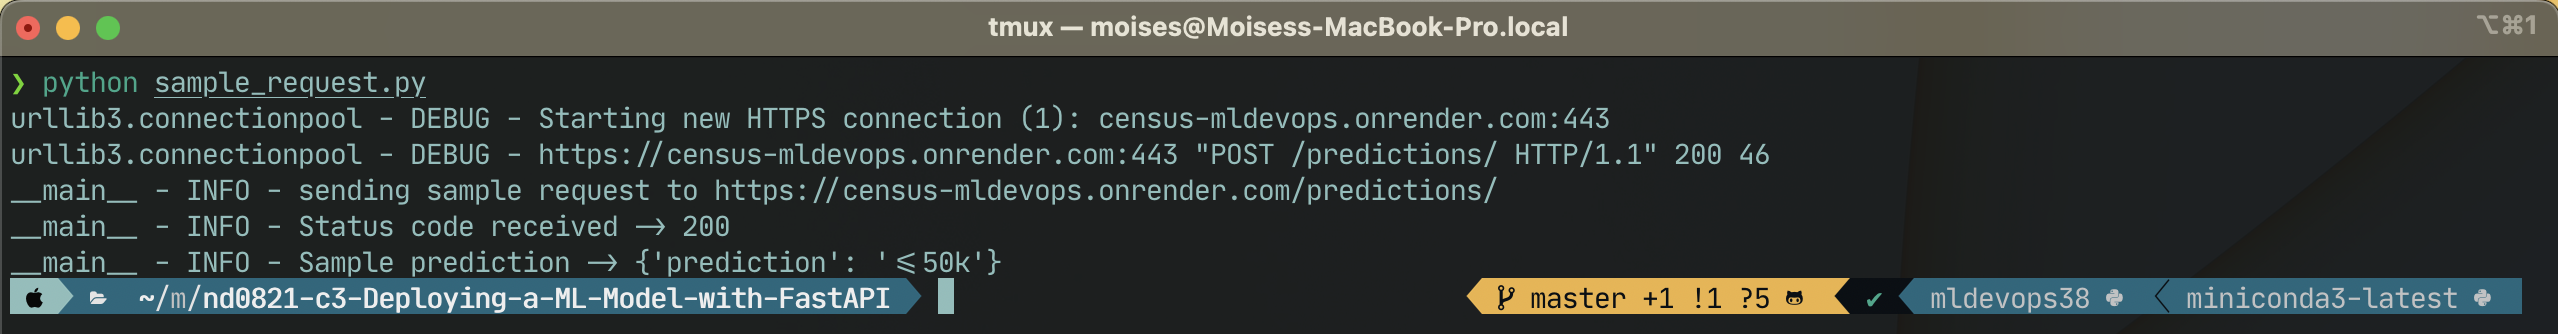 tmux — moises@Moisess-MacBook-Pro.local ⌥⌘1
❯ python sample_request.py
urllib3.connectionpool - DEBUG - Starting new HTTPS connection (1): census-mldevops.onrender.com:443
urllib3.connectionpool - DEBUG - https://census-mldevops.onrender.com:443 "POST /predictions/ HTTP/1.1" 200 46
__main__ - INFO - sending sample request to https://census-mldevops.onrender.com/predictions/
__main__ - INFO - Status code received -> 200
__main__ - INFO - Sample prediction -> {'prediction': '<=50k'}
~/m/nd0821-c3-Deploying-a-ML-Model-with-FastAPI master +1 !1 ?5 ✔ mldevops38 miniconda3-latest